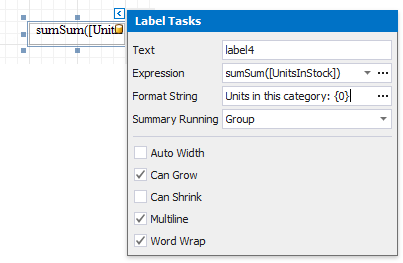 Label Tasks
sumSum([Unit
Text label4
Expression sumSum([UnitsInStock])
Format String Units in this category: {0}
Summary Running Group
Auto Width
Can Grow
Can Shrink
Multiline
Word Wrap